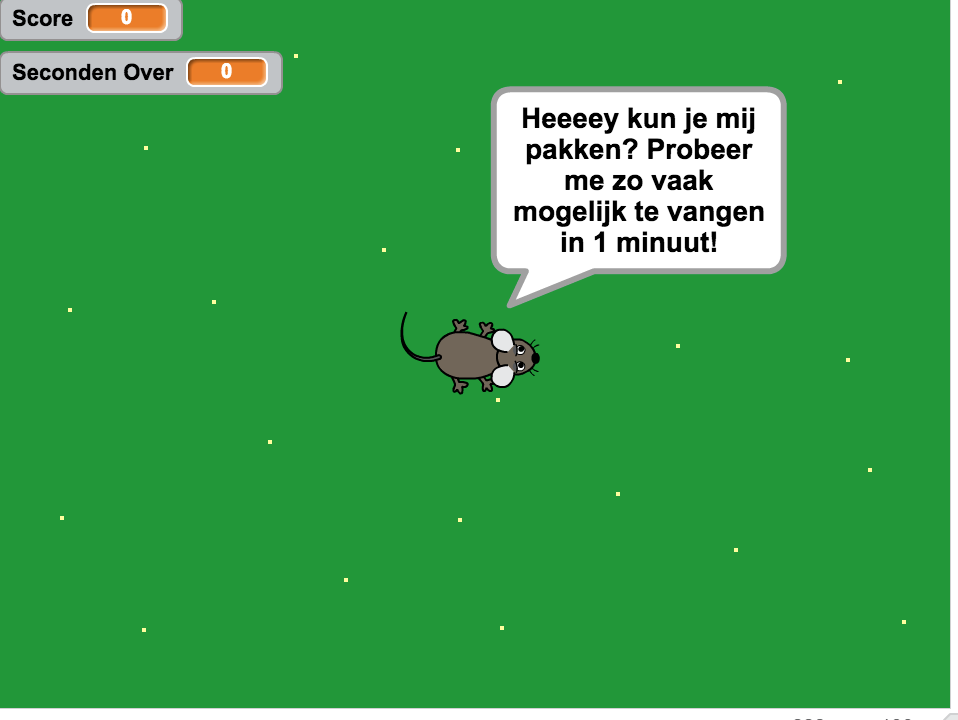 Score 0
Seconden Over 0
Heeeey kun je mij
pakken? Probeer
me zo vaak
mogelijk te vangen
in 1 minuut!